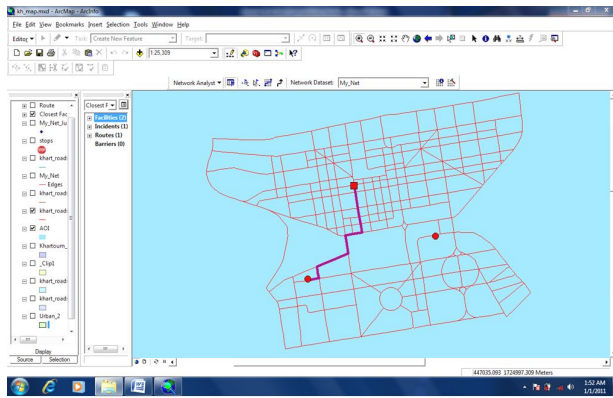 kh_map.mxd - ArcMap - ArcInfo
File Edit View Bookmarks Insert Selection Tools Window Help
Editor Task: Create New Feature Target:
1:25,309
Network Analyst Network Dataset: My_Net
Route
Closest Fac
My_Net_Ju
stops
khart_road
My_Net
Edges
khart_road
khart_road
AOI
Khartoum_
_Clip1
khart_road
khart_road
Urban_2
Display
Source Selection
Closest F
Facilities (2)
Incidents (1)
Routes (1)
Barriers (0)
447035.093 1724997.309 Meters
1:52 AM
1/1/2011